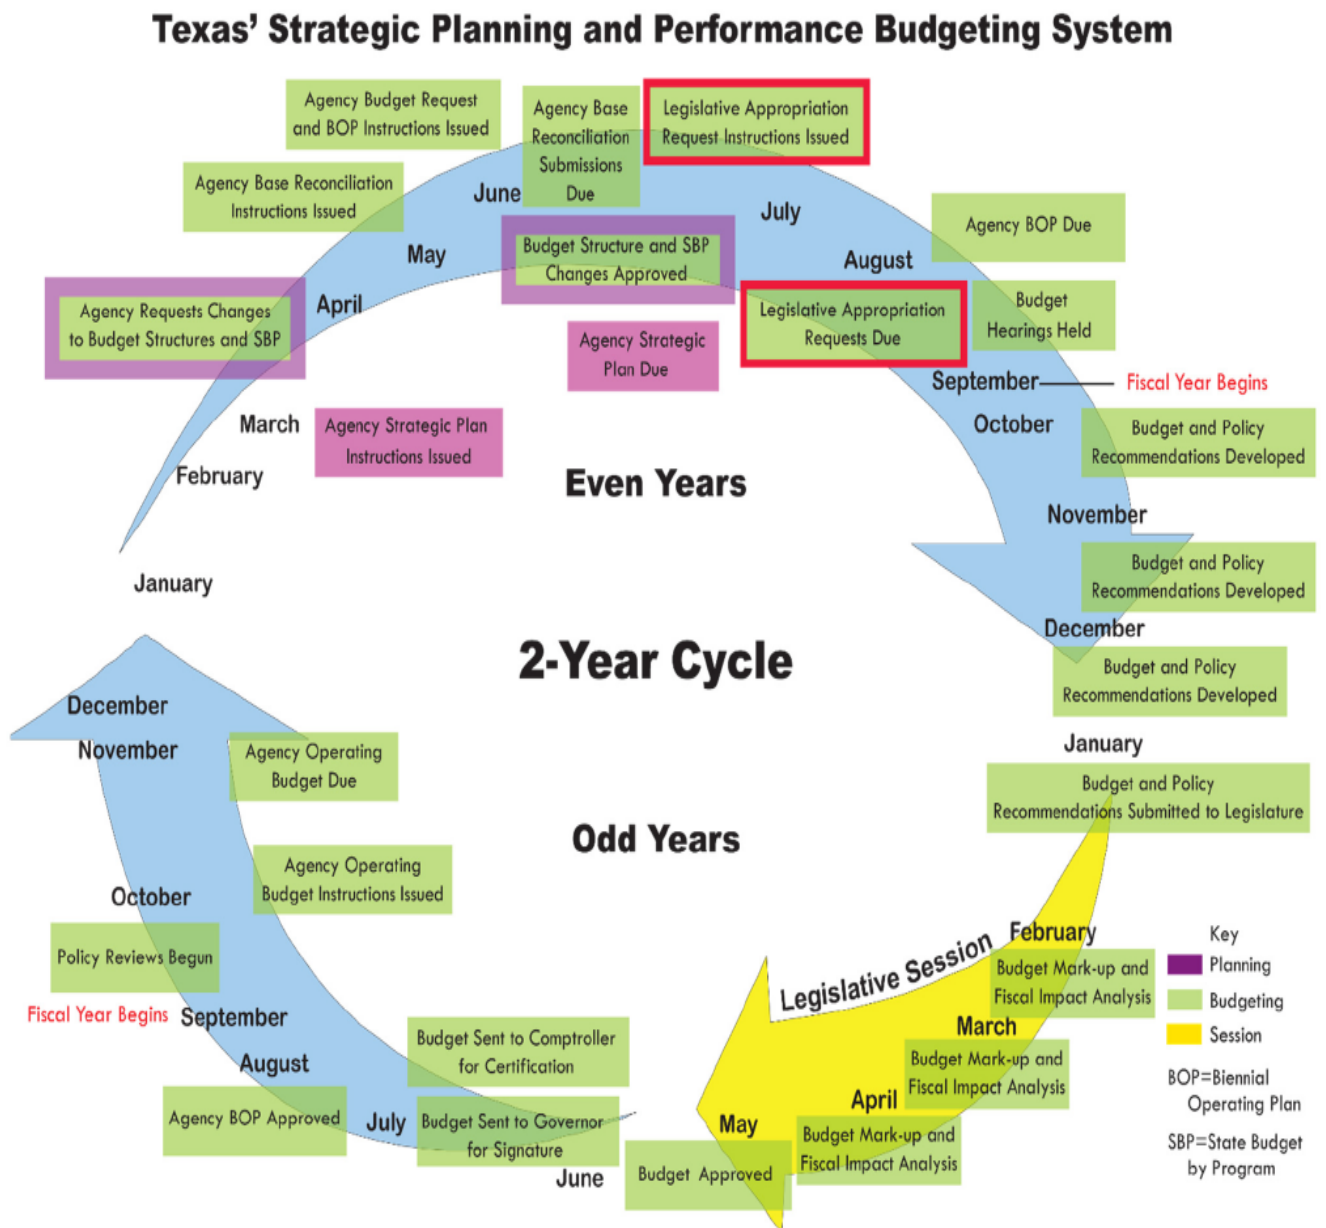 Texas' Strategic Planning and Performance Budgeting System
Agency Budget Request
and BOP Instructions Issued
Agency Base
Reconciliation
Submissions
Due
Legislative Appropriation
Request Instructions Issued
Agency Base Reconciliation
Instructions Issued
June
July
Agency BOP Due
May
Budget Structure and SBP
Changes Approved
August
April
Agency Requests Changes
to Budget Structures and SBP
Legislative Appropriation
Requests Due
Budget
Hearings Held
Agency Strategic
Plan Due
September
Fiscal Year Begins
March
Agency Strategic Plan
Instructions Issued
October
Budget and Policy
Recommendations Developed
February
Even Years
November
January
Budget and Policy
Recommendations Developed
December
2-Year Cycle
Budget and Policy
Recommendations Developed
December
November
January
Agency Operating
Budget Due
Budget and Policy
Recommendations Submitted to Legislature
Odd Years
Agency Operating
Budget Instructions Issued
October
Policy Reviews Begun
Fiscal Year Begins
September
Legislative Session
February
Budget Mark-up and
Fiscal Impact Analysis
March
Budget Mark-up and
Fiscal Impact Analysis
April
Budget Mark-up and
Fiscal Impact Analysis
May
Budget Approved
Budget Sent to Comptroller
for Certification
August
Agency BOP Approved
July
Budget Sent to Governor
for Signature
June
Key
Planning
Budgeting
Session
BOP=Biennial
Operating Plan
SBP=State Budget
by Program